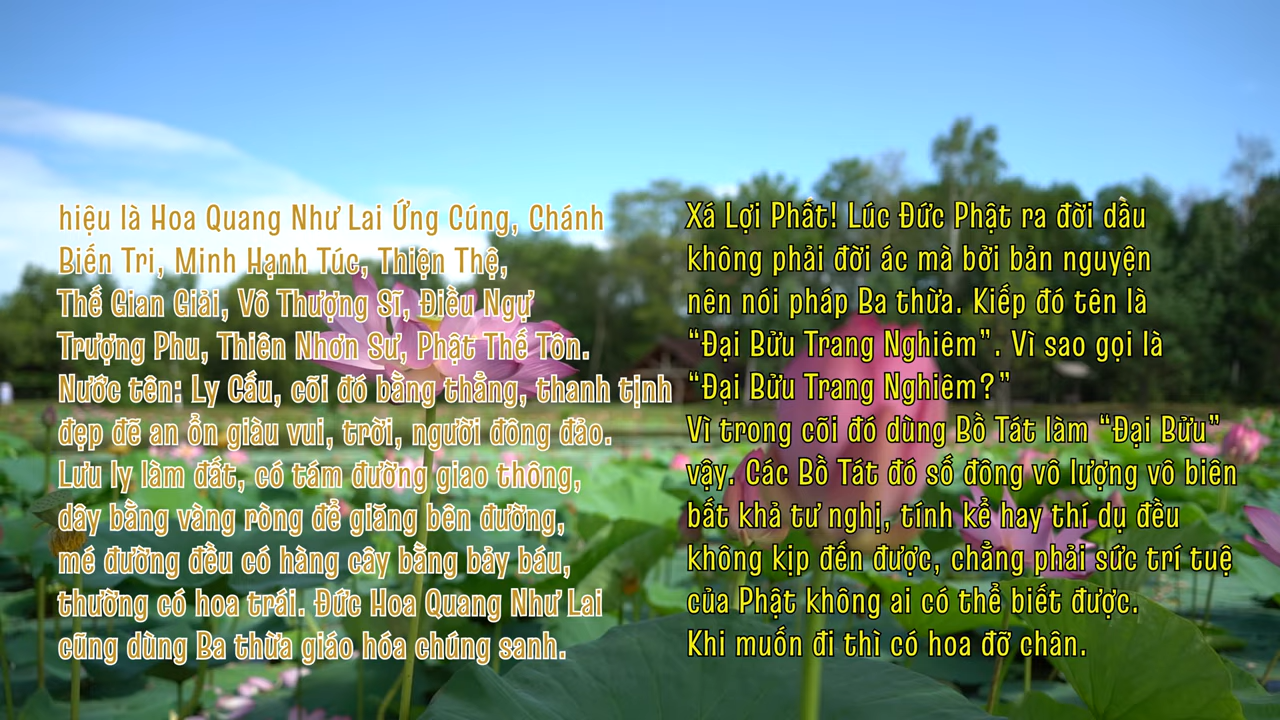 hiệu là Hoa Quang Như Lai Ứng Cúng, Chánh
Biến Tri, Minh Hạnh Túc, Thiện Thệ,
Thế Gian Giải, Vô Thượng Sĩ, Điều Ngự
Trượng Phu, Thiên Nhơn Sư, Phật Thế Tôn.
Nước tên: Ly Cấu, cõi đó bằng thẳng, thanh tịnh
đẹp đẽ an ổn giàu vui, trời, người đông đảo.
Lưu ly làm đất, có tám đường giao thông,
dây bằng vàng ròng để giăng bên đường,
mé đường đều có hàng cây bằng bảy báu,
thường có hoa trái. Đức Hoa Quang Như Lai
cũng dùng Ba thừa giáo hóa chúng sanh.
Xá Lợi Phất! Lúc Đức Phật ra đời dầu
không phải đời ác mà bởi bản nguyện
nên nói pháp Ba thừa. Kiếp đó tên là
“Đại Bửu Trang Nghiêm”. Vì sao gọi là
“Đại Bửu Trang Nghiêm?”
Vì trong cõi đó dùng Bồ Tát làm “Đại Bửu”
vậy. Các Bồ Tát đó số đông vô lượng vô biên
bất khả tư nghị, tính kể hay thí dụ đều
không kịp đến được, chẳng phải sức trí tuệ
của Phật không ai có thể biết được.
Khi muốn đi thì có hoa đỡ chân.